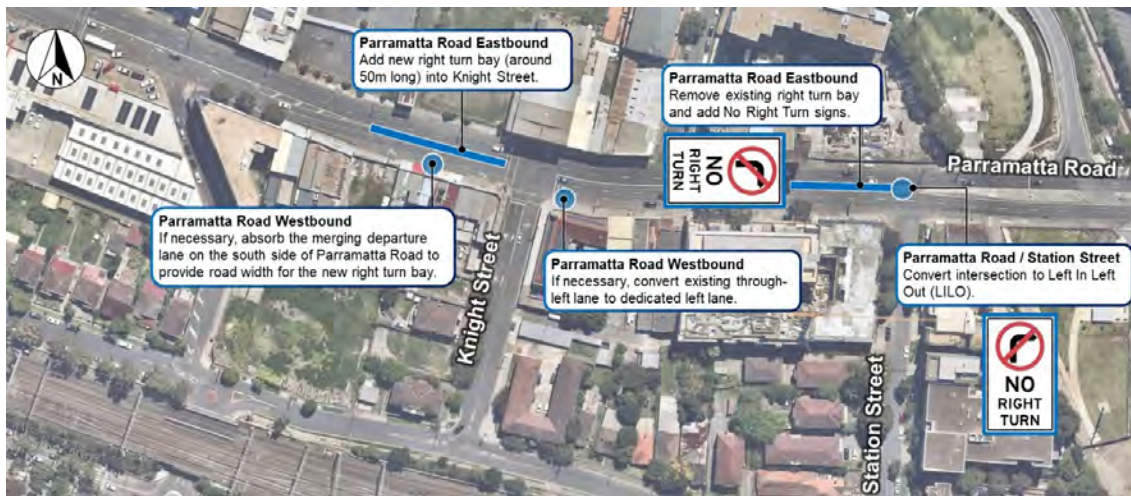 N
Parramatta Road Eastbound
Add new right turn bay (around
50m long) into Knight Street.
Parramatta Road Eastbound
Remove existing right turn bay
and add No Right Turn signs.
NO
RIGHT
TURN
Parramatta Road
Parramatta Road Westbound
If necessary, absorb the merging departure
lane on the south side of Parramatta Road to
provide road width for the new right turn bay.
Knight Street
Parramatta Road Westbound
If necessary, convert existing through-
left lane to dedicated left lane.
Parramatta Road / Station Street
Convert intersection to Left In Left
Out (LILO).
Station Street
NO
RIGHT
TURN